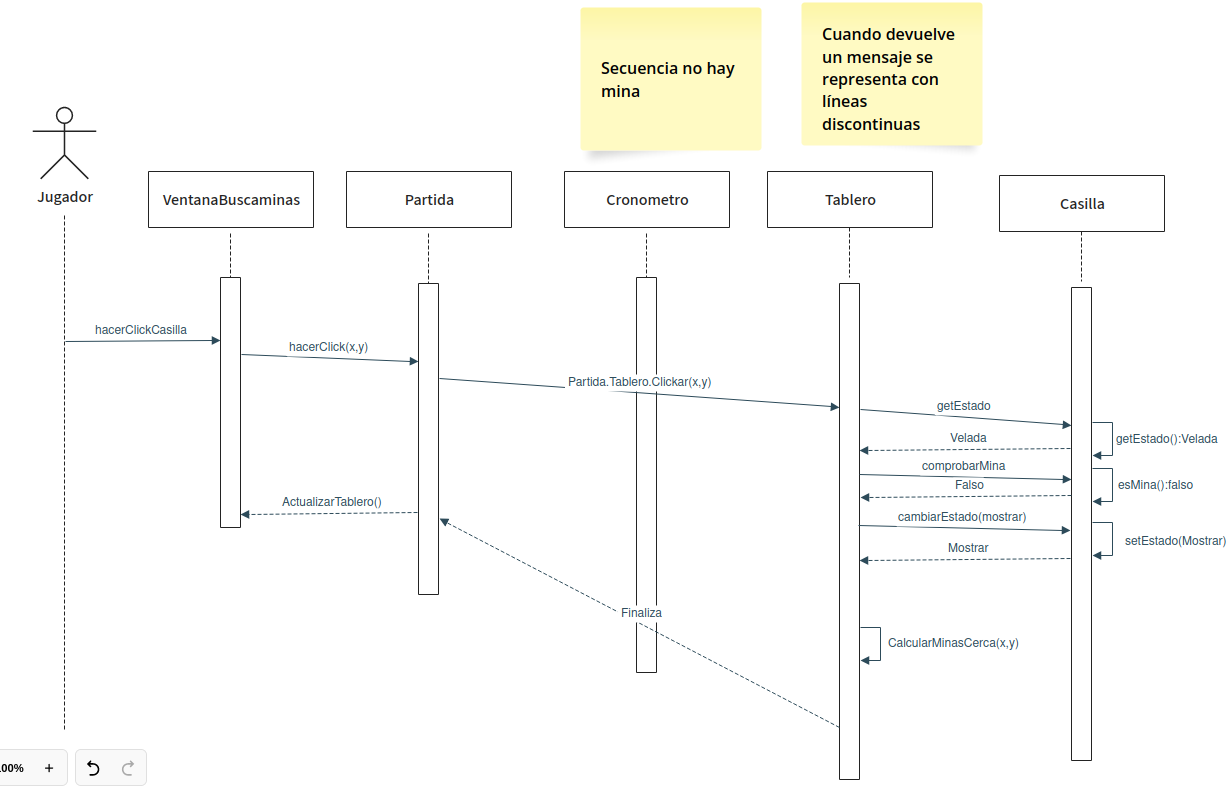 Secuencia no hay
mina
Cuando devuelve
un mensaje se
representa con
líneas
discontinuas
Jugador
VentanaBuscaminas
Partida
Cronometro
Tablero
Casilla
hacerClickCasilla
hacerClick(x,y)
Partida.Tablero.Clickar(x,y)
getEstado
Velada
getEstado():Velada
comprobarMina
Falso
esMina():falso
ActualizarTablero()
cambiarEstado(mostrar)
Mostrar
setEstado(Mostrar)
Finaliza
CalcularMinasCerca(x,y)
00%
+